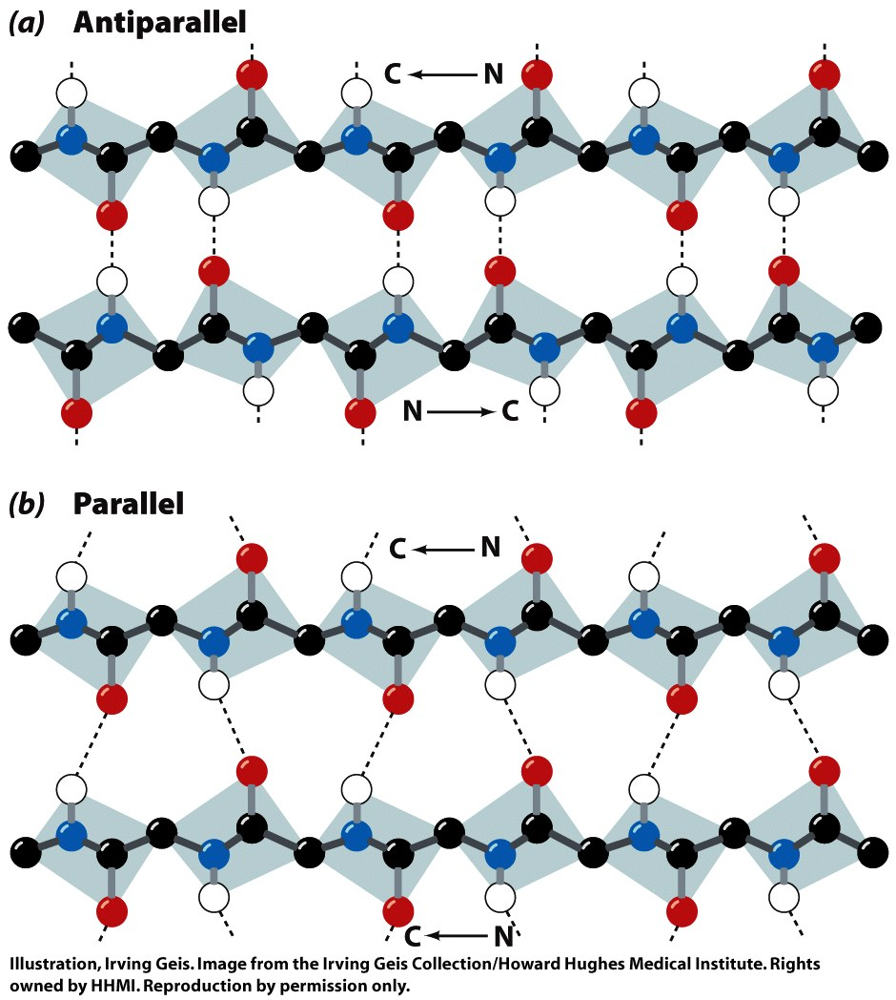 (a) Antiparallel
C ← N
N → C
(b) Parallel
C ← N
C ← N
Illustration, Irving Geis. Image from the Irving Geis Collection/Howard Hughes Medical Institute. Rights
owned by HHMI. Reproduction by permission only.